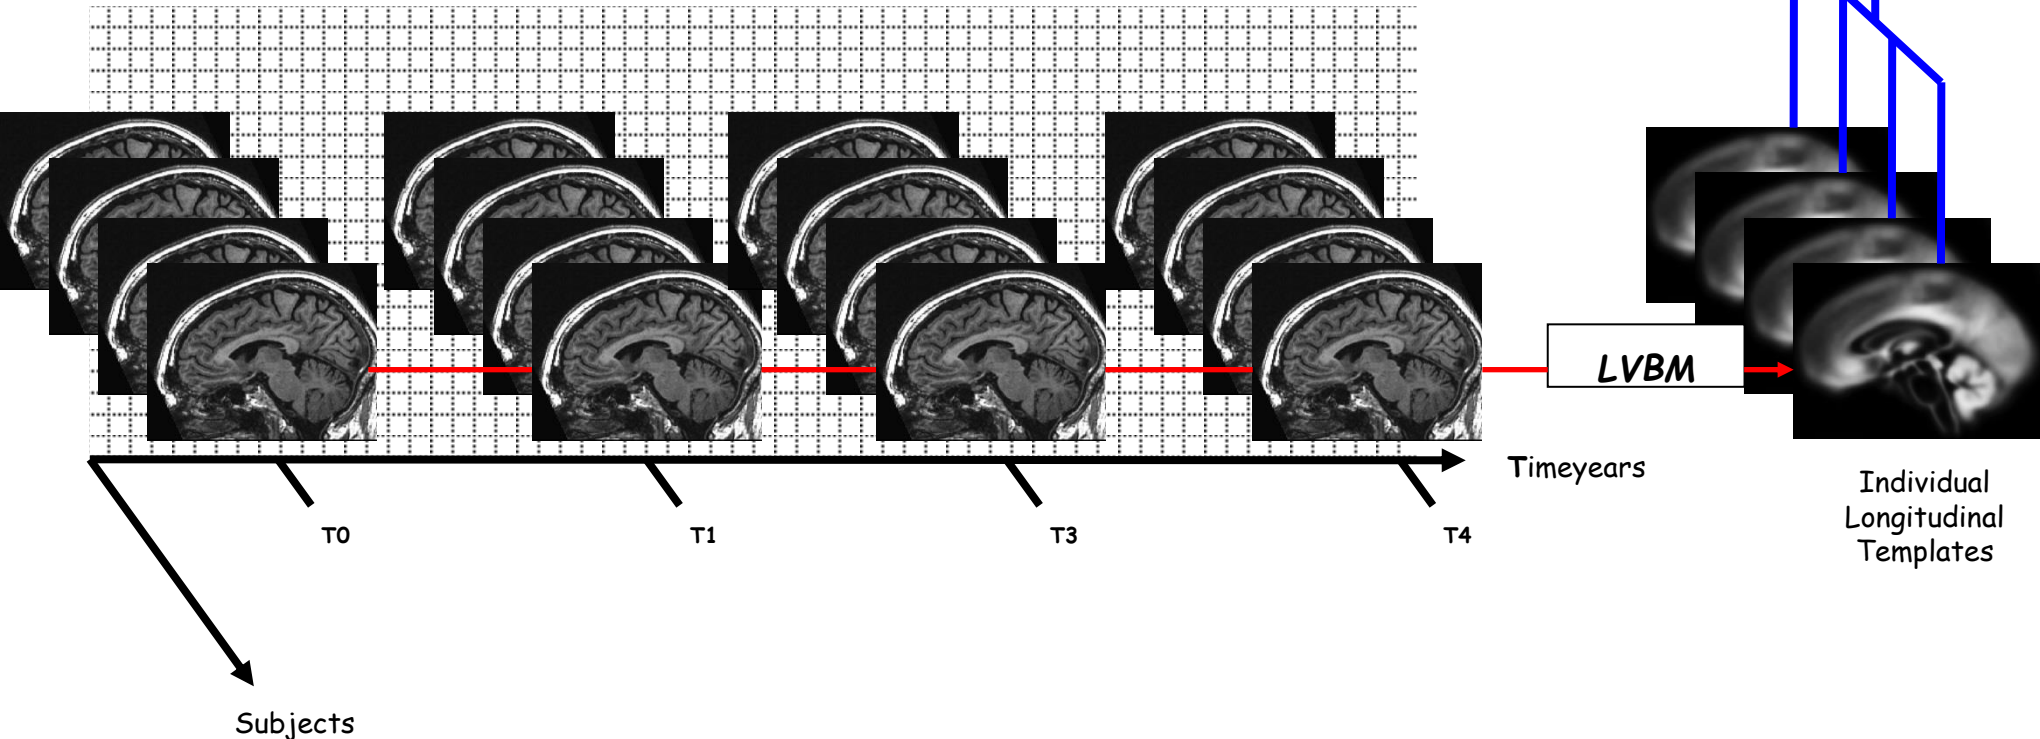 LVBM
Timeyears
Individual
Longitudinal
Templates
T0
T1
T3
T4
Subjects